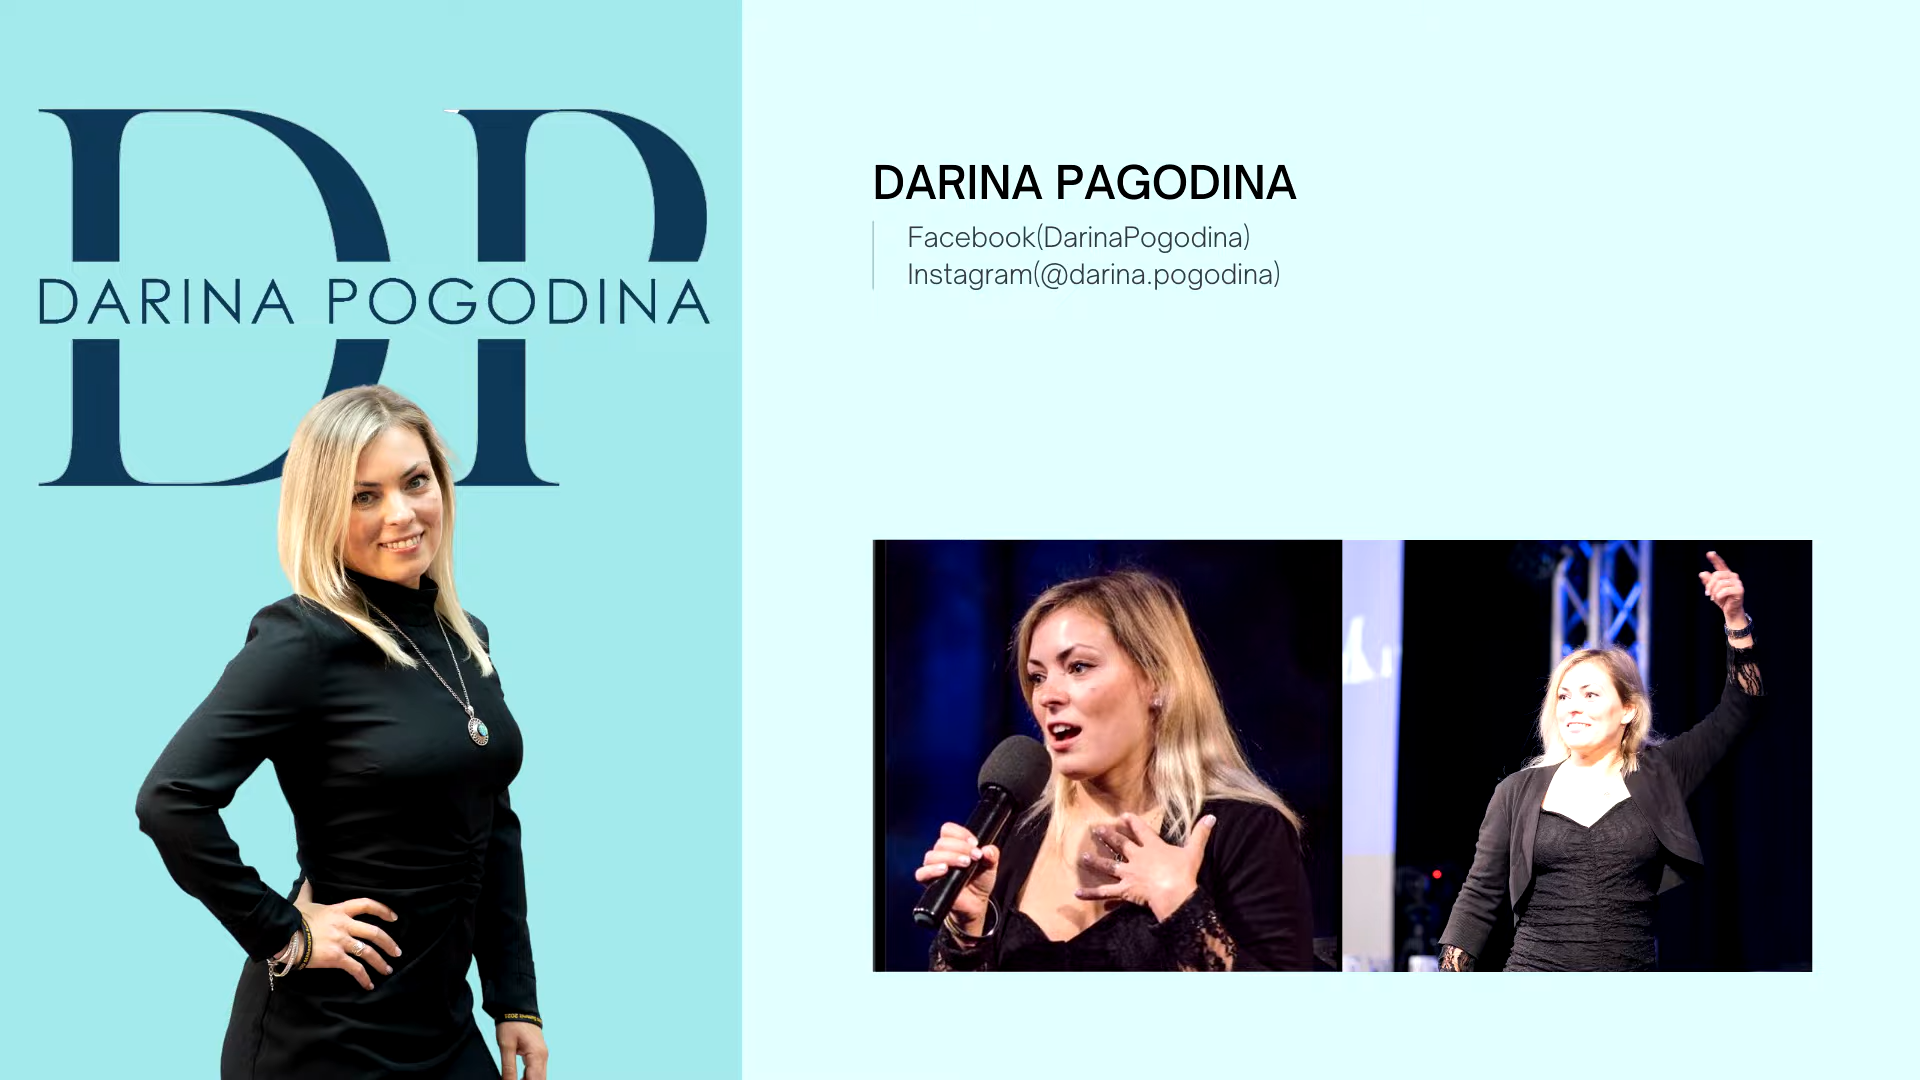 DP
DARINA POGODINA
DARINA PAGODINA
Facebook(DarinaPogodina)
Instagram(@darina.pogodina)